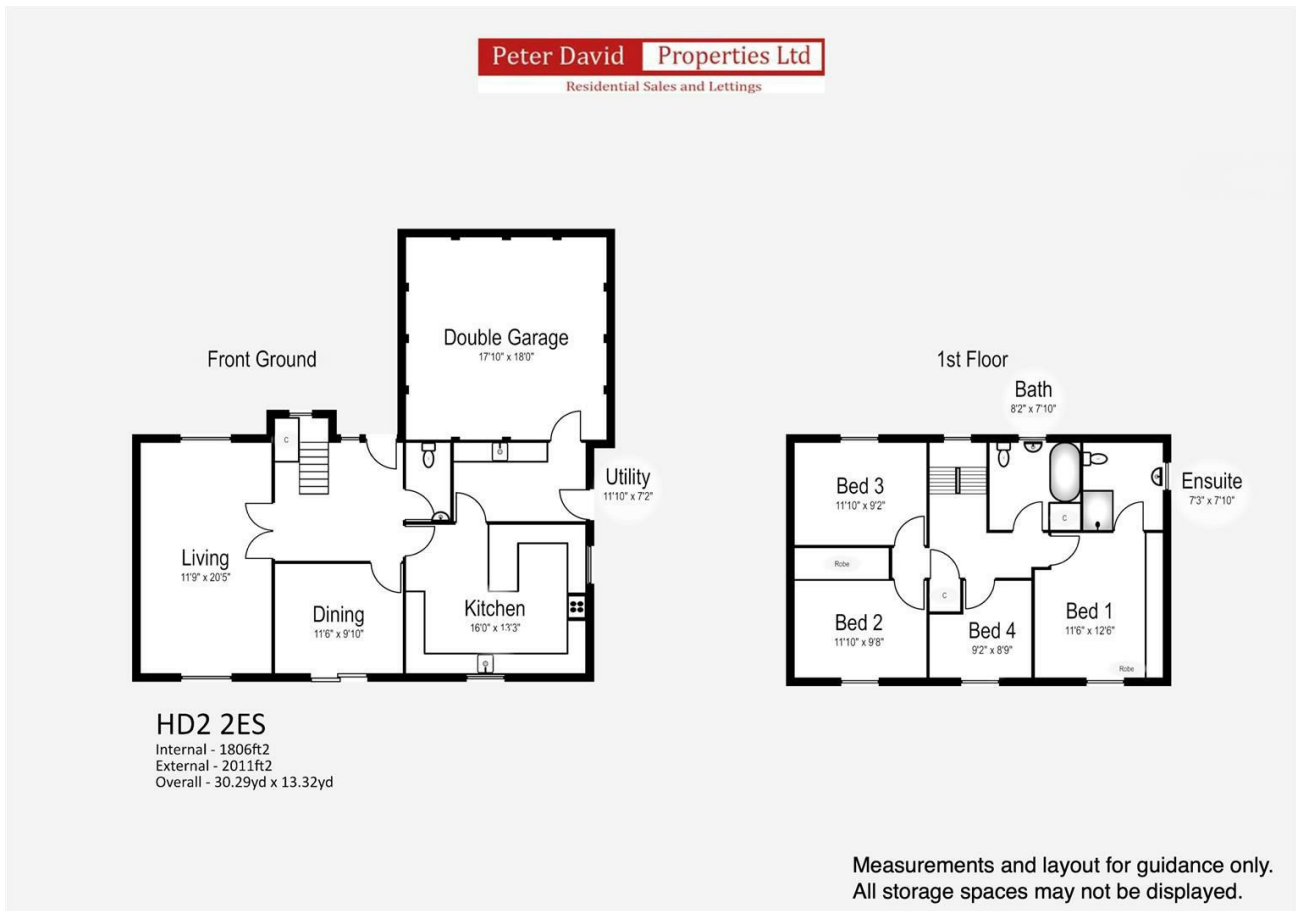 Peter David Properties Ltd
Residential Sales and Lettings
Front Ground
Double Garage
17'10" x 18'0"
C
Living
11'9" x 20'5"
Dining
11'6" x 9'10"
Kitchen
16'0" x 13'3"
Utility
11'10" x 7'2"
HD2 2ES
Internal - 1806ft2
External - 2011ft2
Overall - 30.29yd x 13.32yd
1st Floor
Bath
8'2" x 7'10"
Bed 3
11'10" x 9'2"
Ensuite
7'3" x 7'10"
C
Robe
C
Bed 2
11'10" x 9'8"
Bed 4
9'2" x 8'9"
Bed 1
11'6" x 12'6"
Robe
Measurements and layout for guidance only.
All storage spaces may not be displayed.